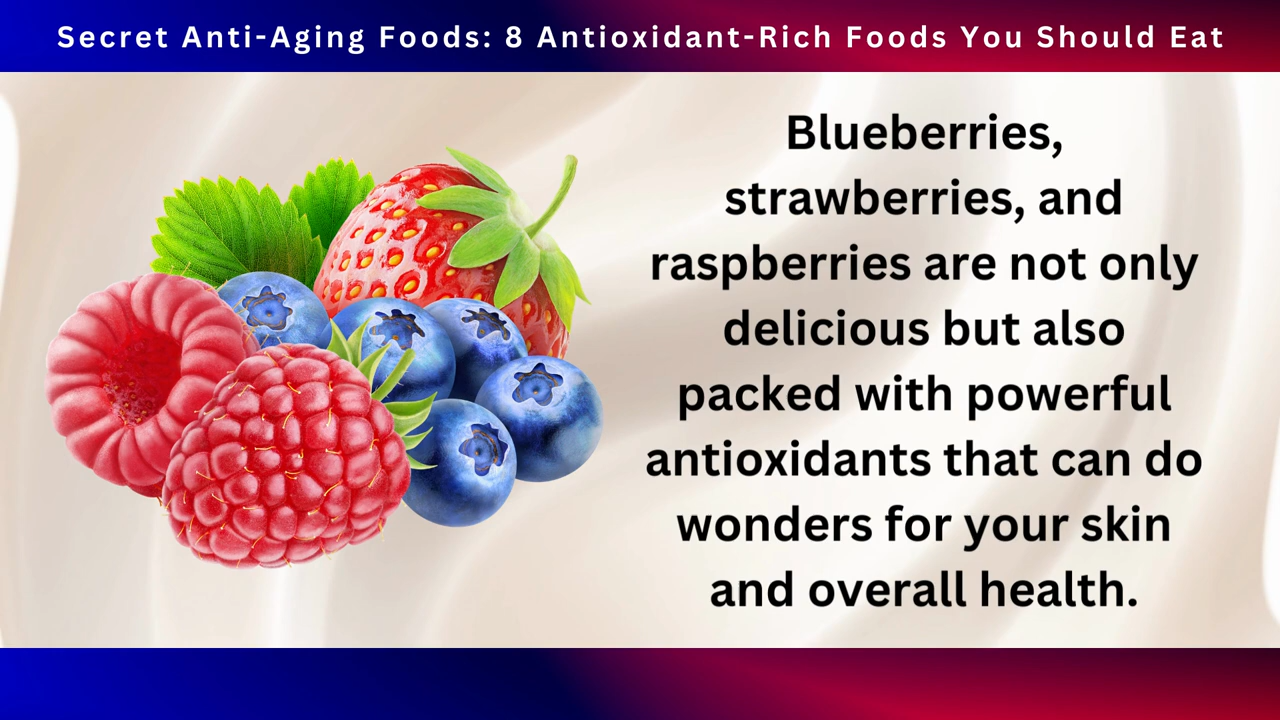 Secret Anti-Aging Foods: 8 Antioxidant-Rich Foods You Should Eat
Blueberries,
strawberries, and
raspberries are not only
delicious but also
packed with powerful
antioxidants that can do
wonders for your skin
and overall health.